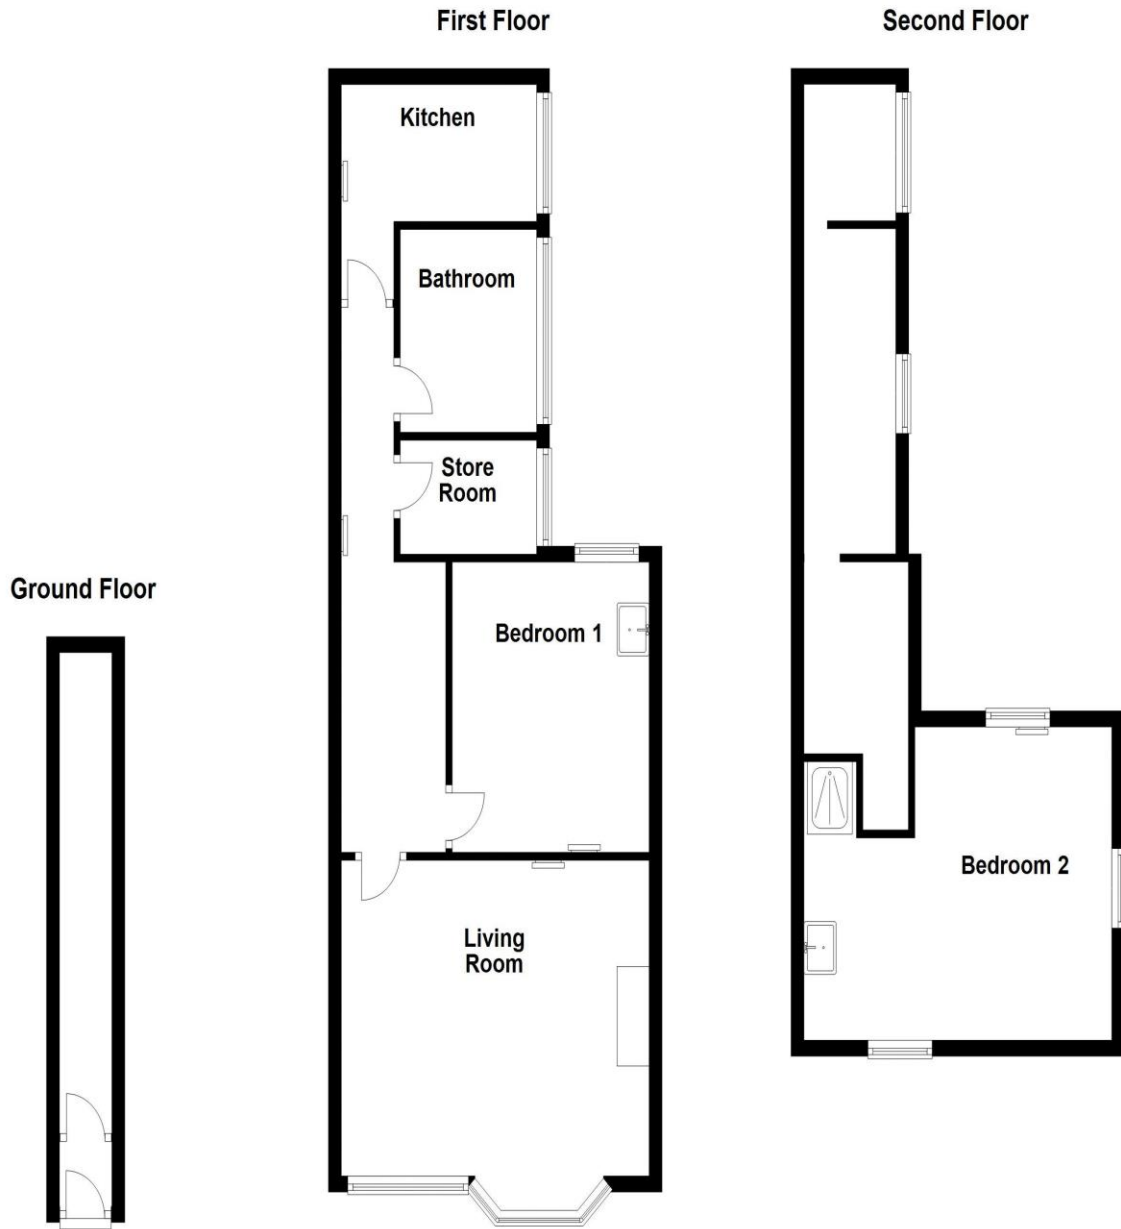 First Floor
Second Floor
Kitchen
Bathroom
Store
Room
Ground Floor
Bedroom 1
Bedroom 2
Living
Room